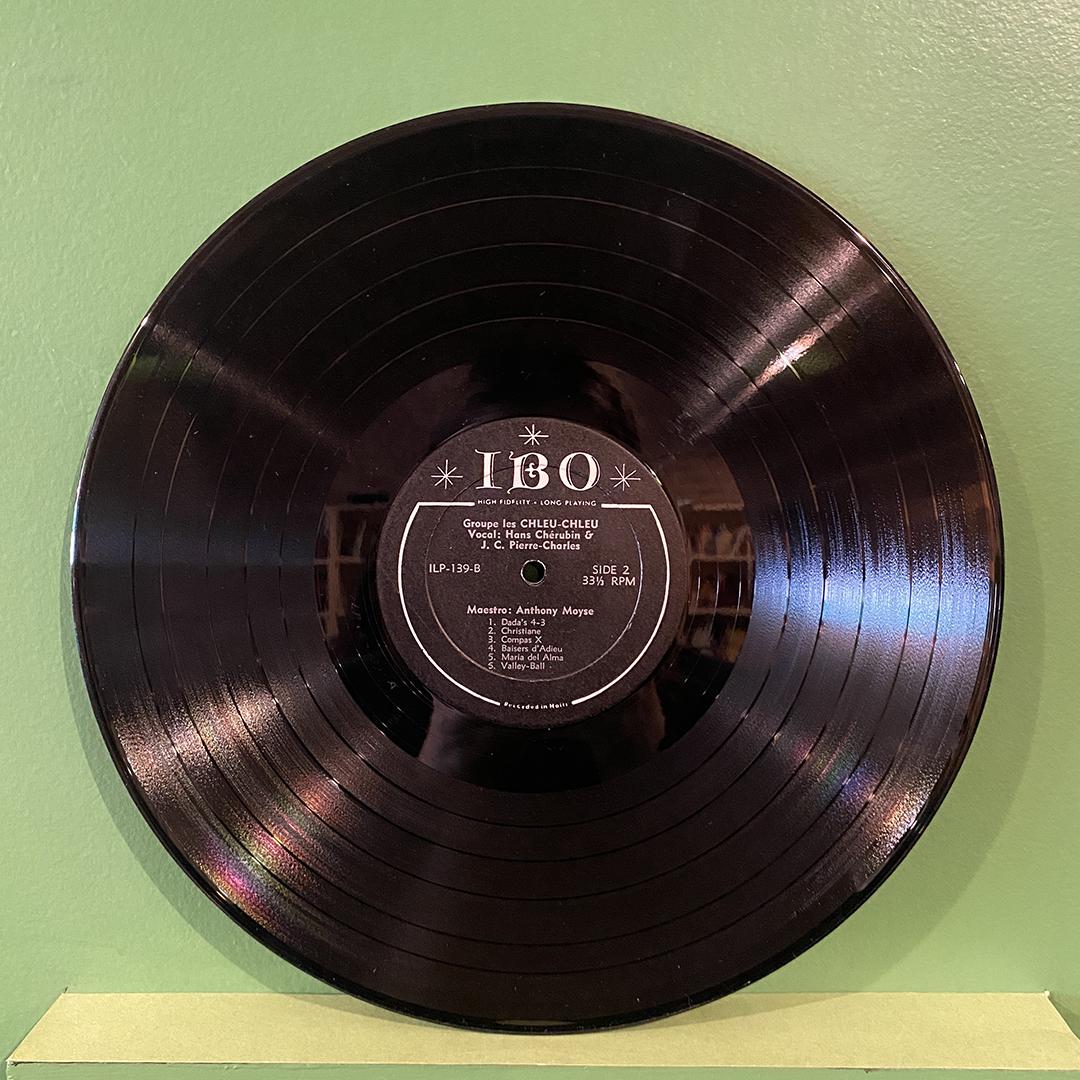 IBO
HIGH FIDELITY - LONG PLAYING
Groupe les CHLEU-CHLEU
Vocal: Hans Chérubin &
J. C. Pierre-Charles
ILP-139-B
SIDE 2
33⅓ RPM
Maestro: Anthony Moyse
1. Dada's 4-3
2. Christiane
3. Compas X
4. Baisers d'Adieu
5. Maria del Alma
5. Valley-Ball
Recorded in Haiti